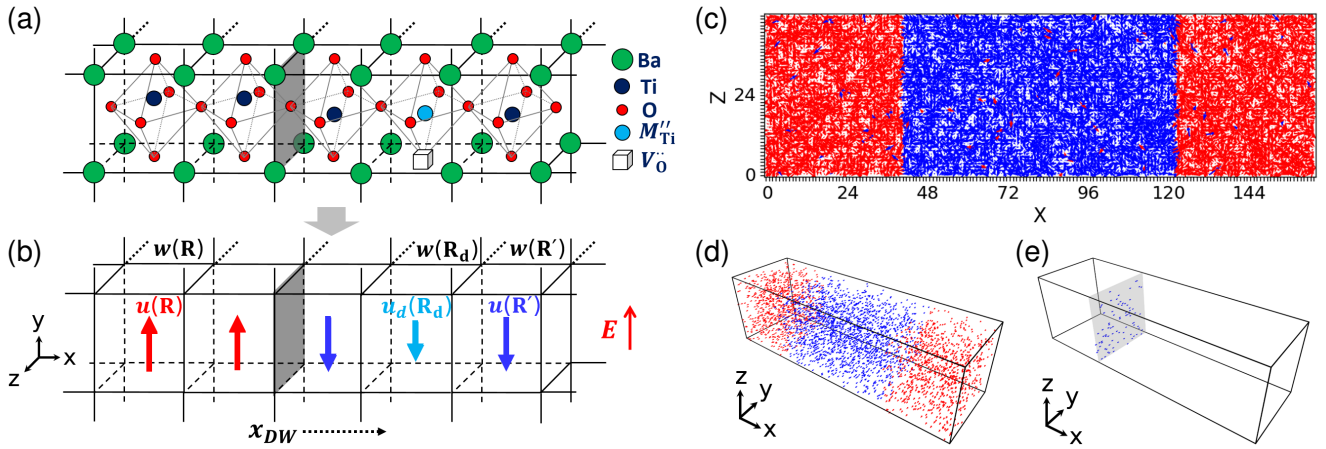 (a)
Ba
Ti
O
M''Ti
V··O
(b)
w(R)
w(Rd)
w(R′)
u(R)
ud(Rd)
u(R′)
E
y
x
z
xDW
(c)
Z
24
0
0 24 48 72 96 120 144
X
(d)
z
y
x
(e)
z
y
x